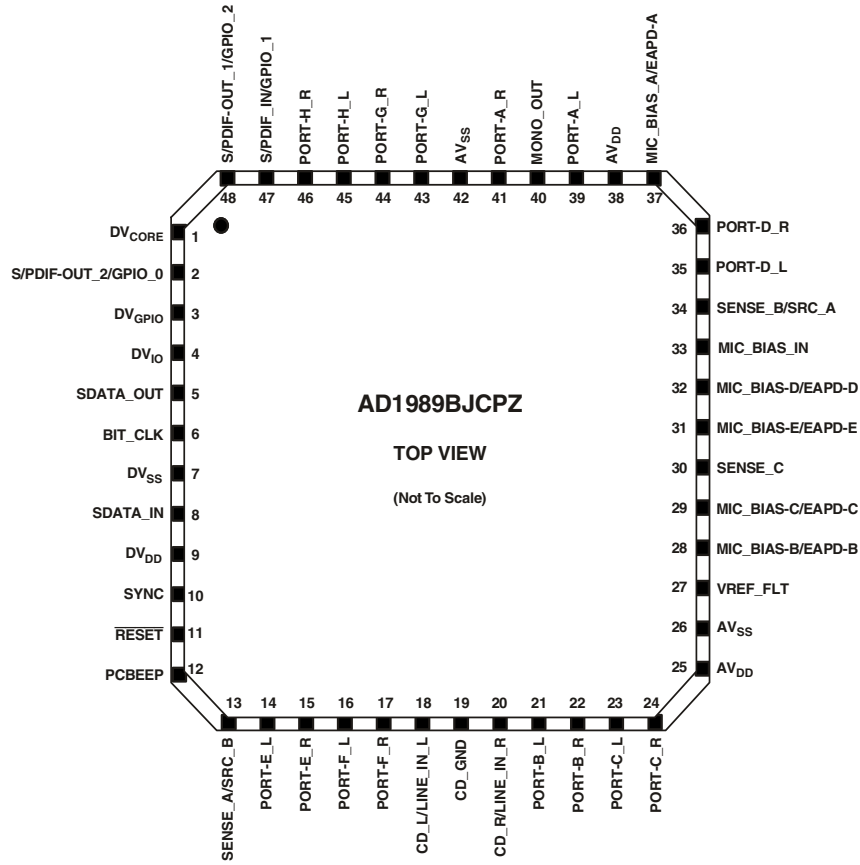 S/PDIF-OUT_1/GPIO_2
S/PDIF_IN/GPIO_1
PORT-H_R
PORT-H_L
PORT-G_R
PORT-G_L
AVSS
PORT-A_R
MONO_OUT
PORT-A_L
AVDD
MIC_BIAS_A/EAPD-A
48 47 46 45 44 43 42 41 40 39 38 37
DVCORE 1
S/PDIF-OUT_2/GPIO_0 2
DVGPIO 3
DVIO 4
SDATA_OUT 5
BIT_CLK 6
DVSS 7
SDATA_IN 8
DVDD 9
SYNC 10
RESET 11
PCBEEP 12
AD1989BJCPZ
TOP VIEW
(Not To Scale)
36 PORT-D_R
35 PORT-D_L
34 SENSE_B/SRC_A
33 MIC_BIAS_IN
32 MIC_BIAS-D/EAPD-D
31 MIC_BIAS-E/EAPD-E
30 SENSE_C
29 MIC_BIAS-C/EAPD-C
28 MIC_BIAS-B/EAPD-B
27 VREF_FLT
26 AVSS
25 AVDD
13 14 15 16 17 18 19 20 21 22 23 24
SENSE_A/SRC_B
PORT-E_L
PORT-E_R
PORT-F_L
PORT-F_R
CD_L/LINE_IN_L
CD_GND
CD_R/LINE_IN_R
PORT-B_L
PORT-B_R
PORT-C_L
PORT-C_R